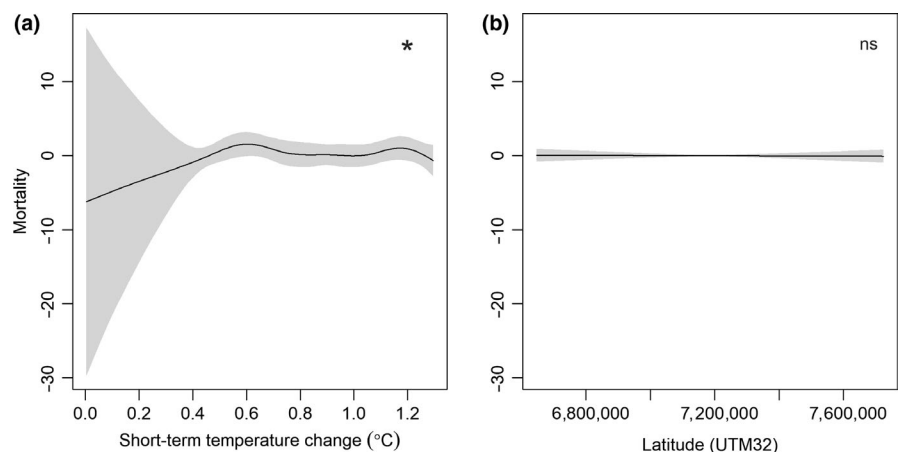 (a)
*
Mortality
10
0
-10
-20
-30
0.0 0.2 0.4 0.6 0.8 1.0 1.2
Short-term temperature change (°C)
(b)
ns
10
0
-10
-20
-30
6,800,000 7,200,000 7,600,000
Latitude (UTM32)